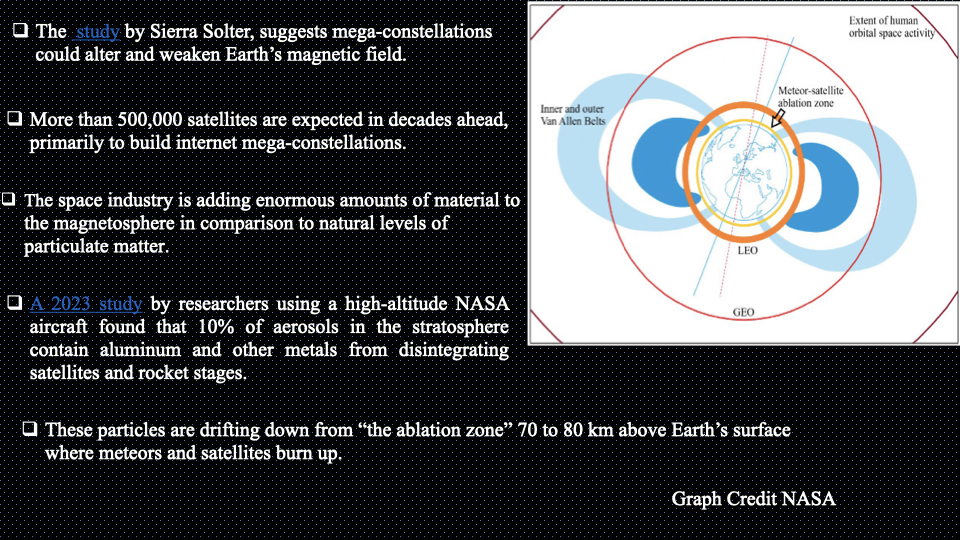 The study by Sierra Solter, suggests mega-constellations
could alter and weaken Earth’s magnetic field.
More than 500,000 satellites are expected in decades ahead,
primarily to build internet mega-constellations.
The space industry is adding enormous amounts of material to
the magnetosphere in comparison to natural levels of
particulate matter.
A 2023 study by researchers using a high-altitude NASA
aircraft found that 10% of aerosols in the stratosphere
contain aluminum and other metals from disintegrating
satellites and rocket stages.
These particles are drifting down from “the ablation zone” 70 to 80 km above Earth’s surface
where meteors and satellites burn up.
Extent of human
orbital space activity
Meteor-satellite
ablation zone
Inner and outer
Van Allen Belts
LEO
GEO
Graph Credit NASA